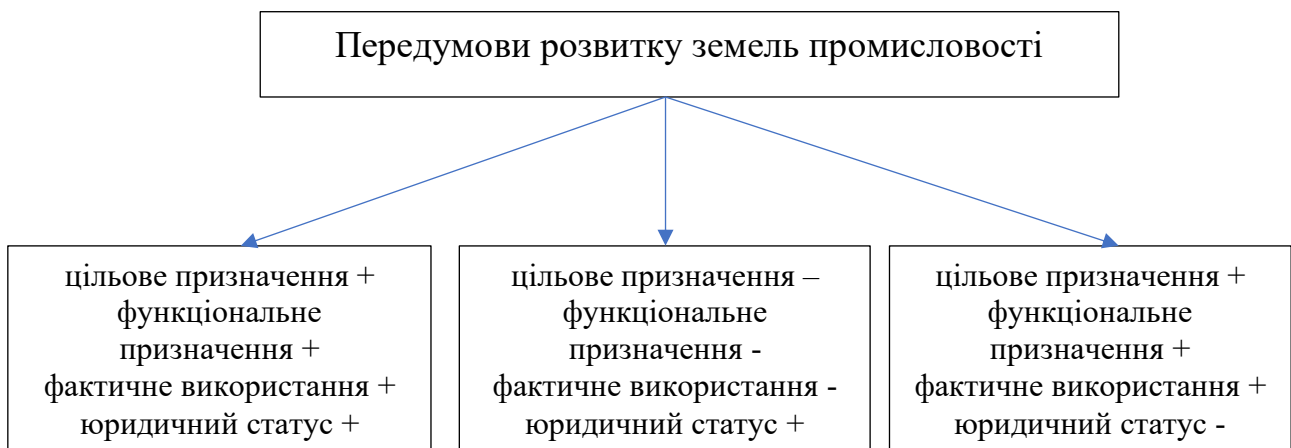 Передумови розвитку земель промисловості
цільове призначення +
функціональне
призначення +
фактичне використання +
юридичний статус +
цільове призначення –
функціональне
призначення -
фактичне використання -
юридичний статус +
цільове призначення +
функціональне
призначення +
фактичне використання +
юридичний статус -